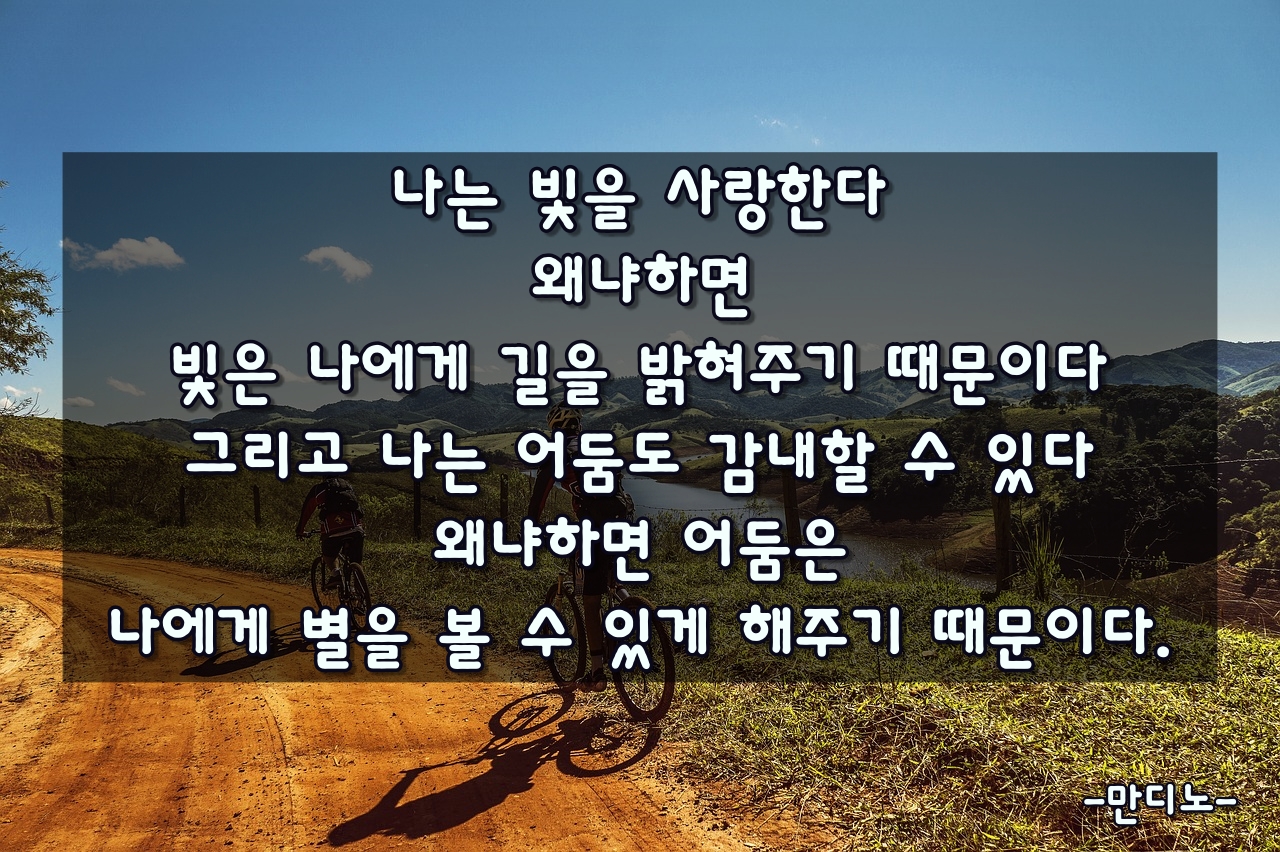 나는 빛을 사랑한다
왜냐하면
빛은 나에게 길을 밝혀주기 때문이다
그리고 나는 어둠도 감내할 수 있다
왜냐하면 어둠은
나에게 별을 볼 수 있게 해주기 때문이다.
-만디노-